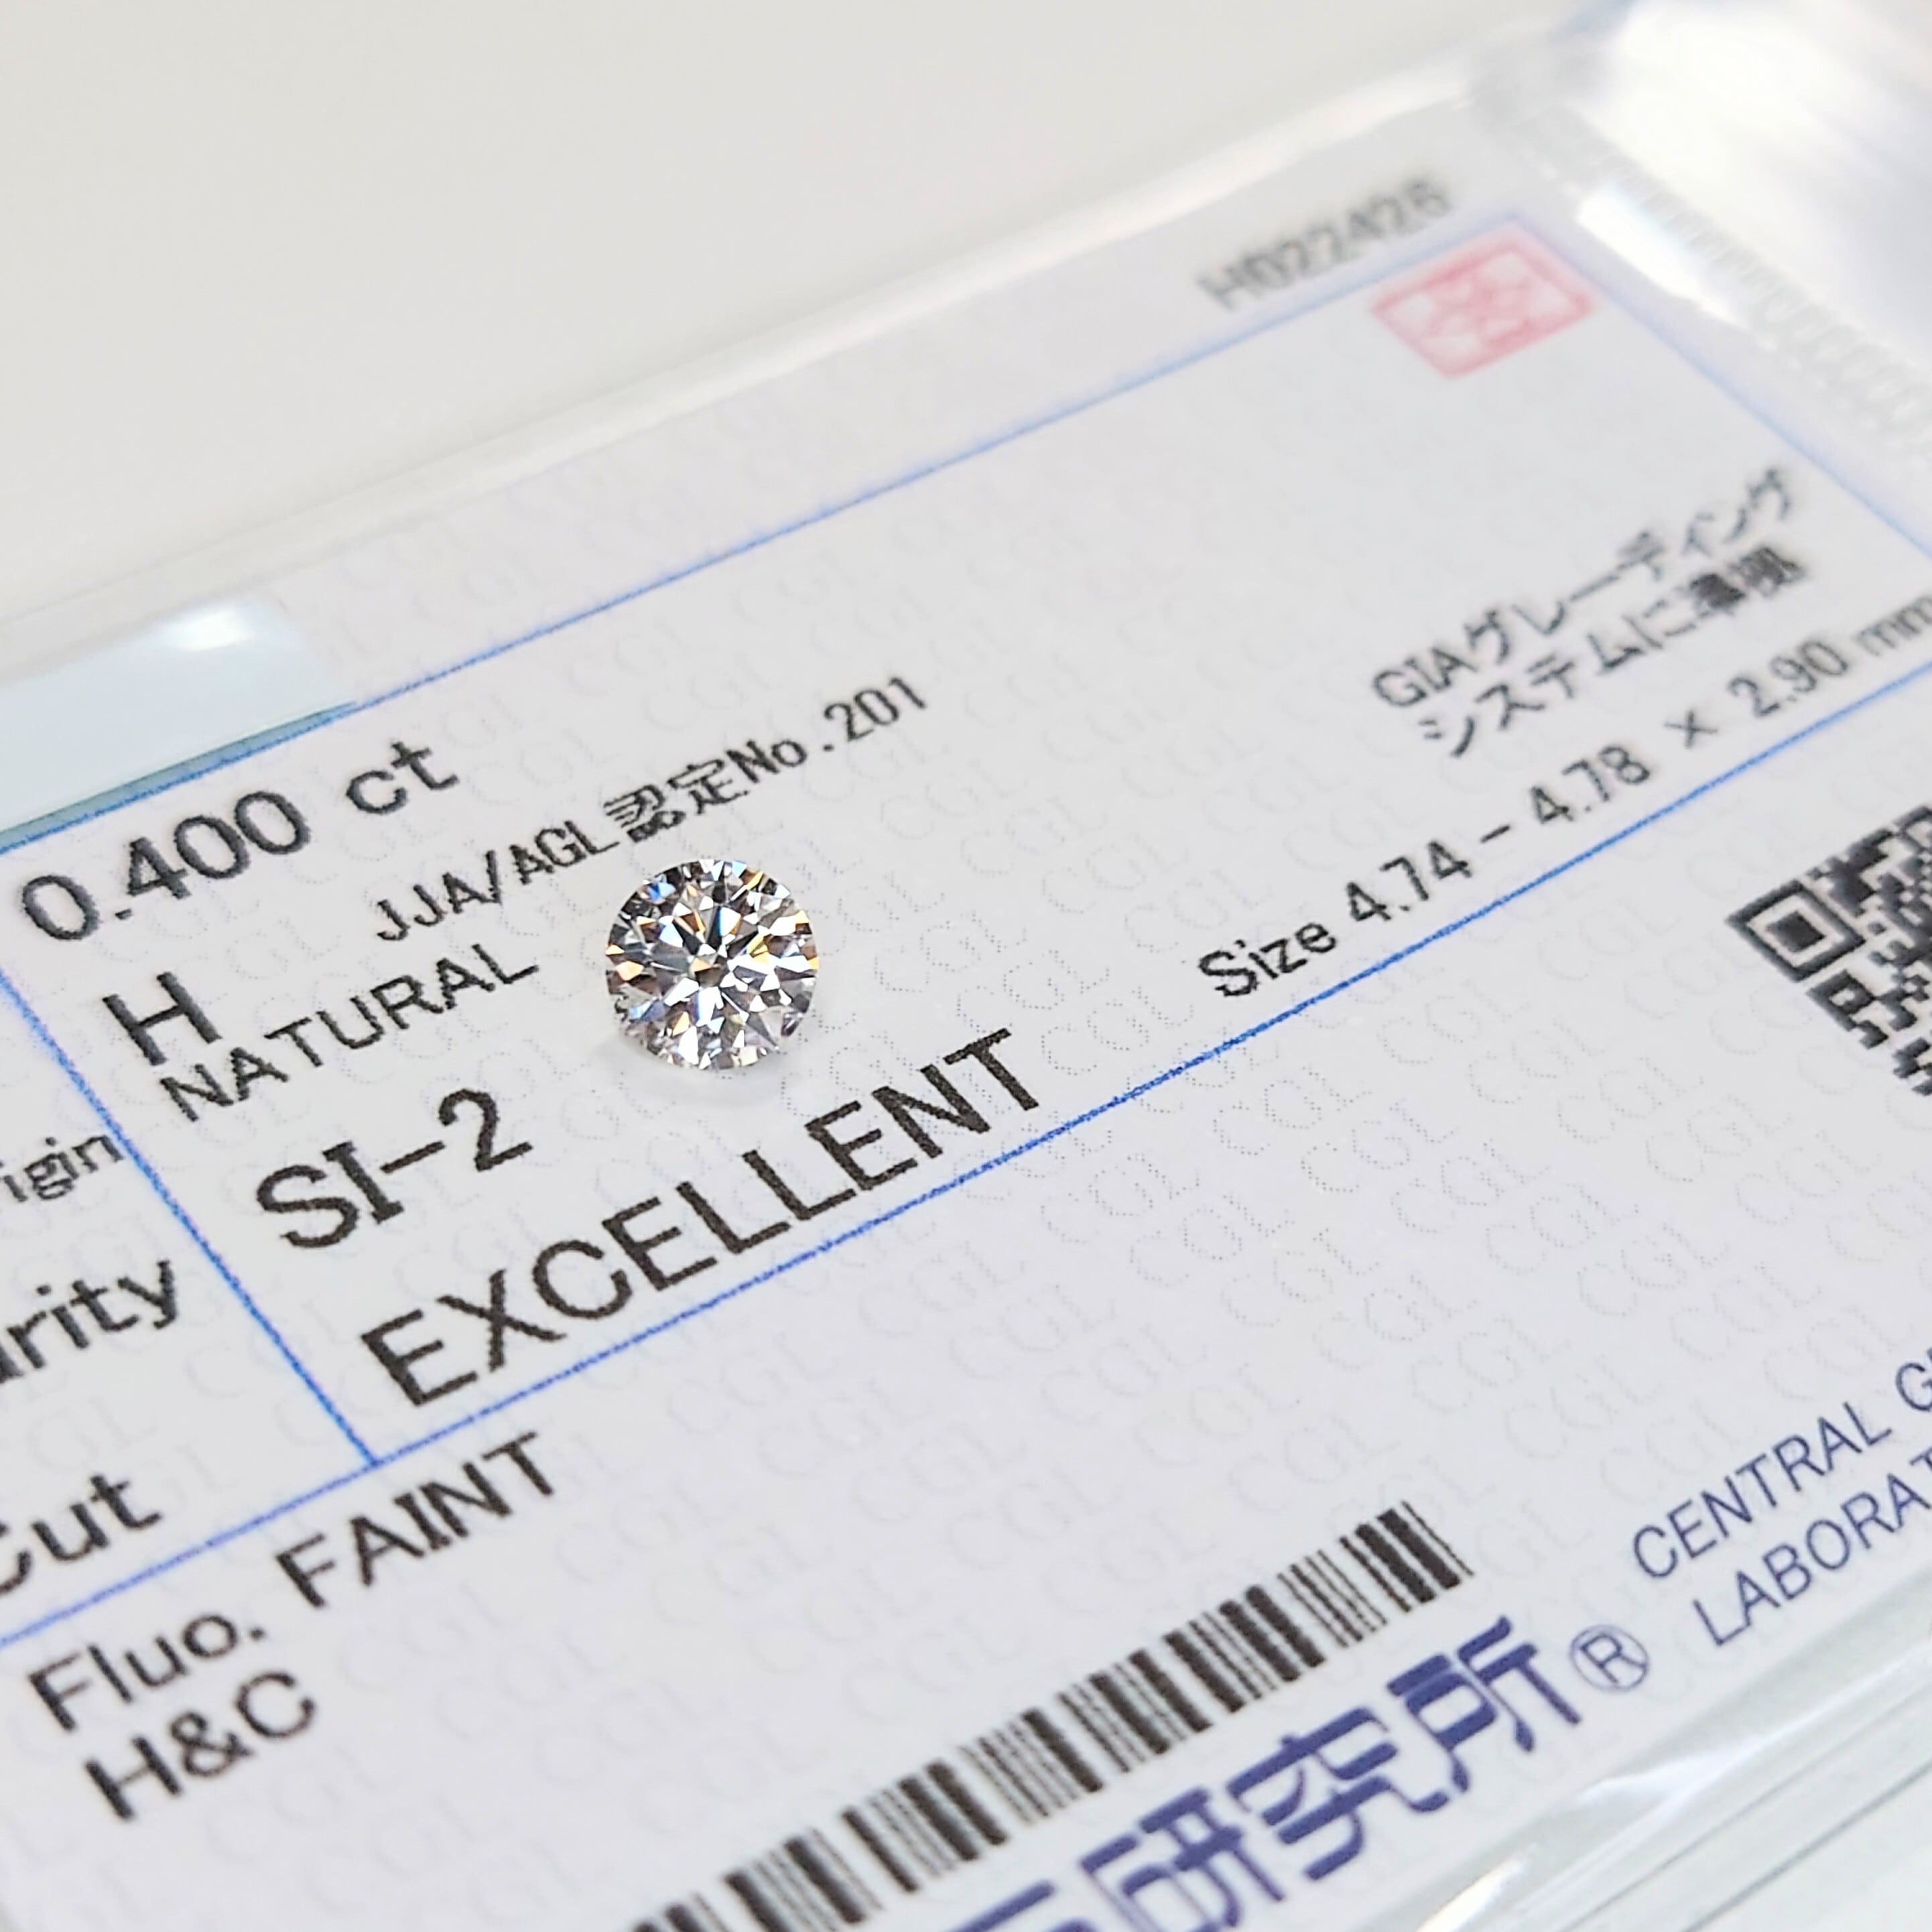 H022426
0.400 ct
JJA/AGL認定No.201
H
NATURAL
igin
GIAグレーディング
システムに準拠
SI-2
arity
EXCELLENT
Cut
Size 4.74 - 4.78 × 2.90 mm
Fluo. FAINT
H&C
研究所®
CENTRAL G
LABORAT